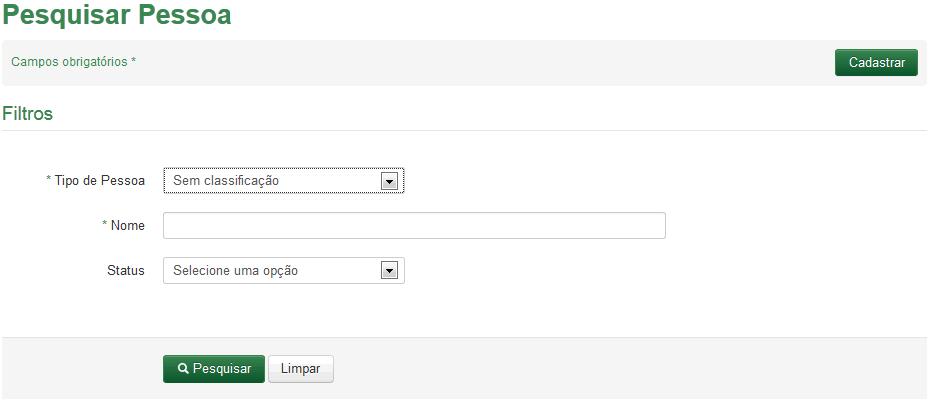 Pesquisar Pessoa
Campos obrigatórios *
Cadastrar
Filtros
* Tipo de Pessoa Sem classificação
* Nome
Status Selecione uma opção
Pesquisar Limpar